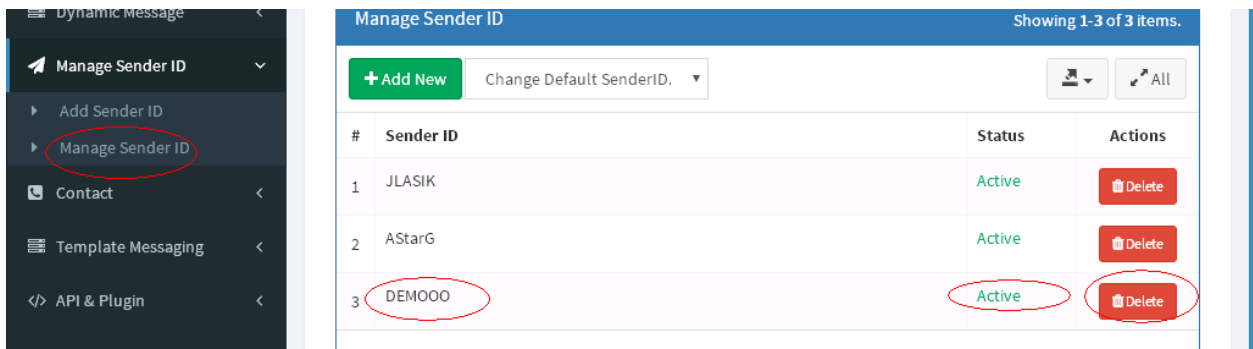 Dynamic Message
Manage Sender ID
Add Sender ID
Manage Sender ID
Contact
Template Messaging
</> API & Plugin
Manage Sender ID
Showing 1-3 of 3 items.
+ Add New
Change Default SenderID.
All
# Sender ID Status Actions
1 JLASIK Active Delete
2 AStarG Active Delete
3 DEMOOO Active Delete